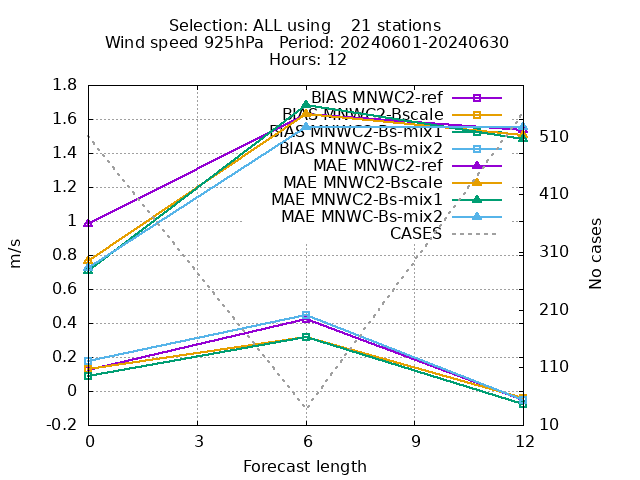 Selection: ALL using    21 stations
Wind speed 925hPa   Period: 20240601-20240630
Hours: 12
1.8
1.6
1.4
1.2
1
0.8
0.6
0.4
0.2
0
-0.2
m/s
BIAS MNWC2-ref
BIAS MNWC2-Bscale
BIAS MNWC2-Bs-mix1
BIAS MNWC-Bs-mix2
MAE MNWC2-ref
MAE MNWC2-Bscale
MAE MNWC2-Bs-mix1
MAE MNWC-Bs-mix2
CASES
510
410
310
210
110
10
No cases
0 3 6 9 12
Forecast length